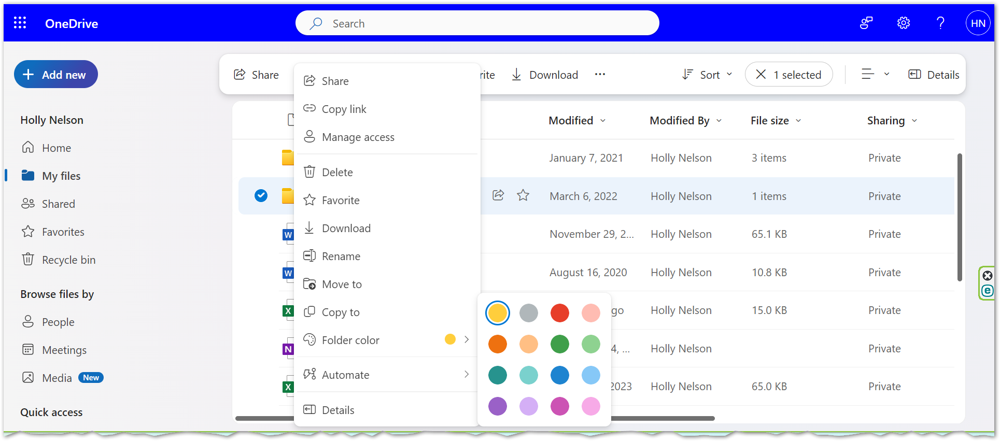 OneDrive
Search
HN
Add new
Share
rite
Download
Sort
1 selected
Details
Holly Nelson
Home
My files
Shared
Favorites
Recycle bin
Browse files by
People
Meetings
Media New
Quick access
Share
Copy link
Manage access
Delete
Favorite
Download
Rename
Move to
Copy to
Folder color
Automate
Details
Modified Modified By File size Sharing
January 7, 2021 Holly Nelson 3 items Private
March 6, 2022 Holly Nelson 1 items Private
W November 29, 2... Holly Nelson 65.1 KB Private
W August 16, 2020 Holly Nelson 10.8 KB Private
X go Holly Nelson 15.0 KB Private
N 4, ... Holly Nelson Private
X 2023 Holly Nelson 65.0 KB Private
e